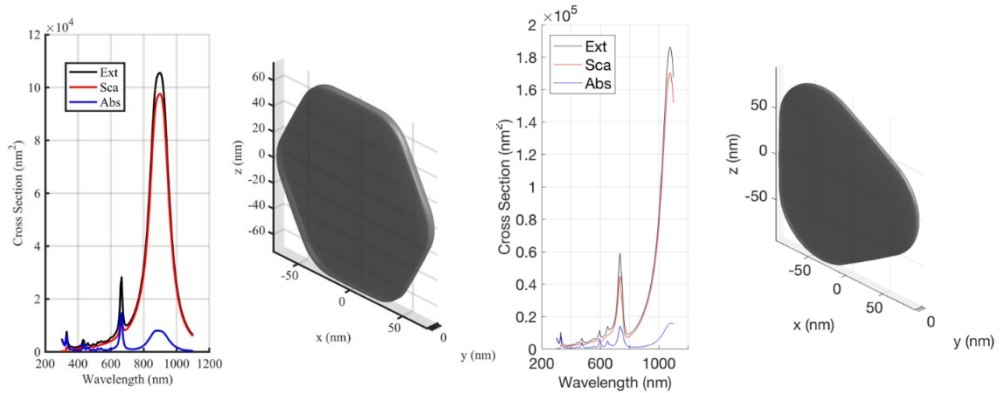 ×10⁴
12
10
8
6
4
2
0
200 400 600 800 1000 1200
Wavelength (nm)
Cross Section (nm²)
Ext
Sca
Abs
60
40
20
0
-20
-40
-60
z (nm)
-50
0
50
x (nm)
0
y (nm)
×10⁵
2
1.8
1.6
1.4
1.2
1
0.8
0.6
0.4
0.2
0
200 600 1000
Wavelength (nm)
Cross Section (nm²)
Ext
Sca
Abs
50
0
-50
z (nm)
-50
0
50
x (nm)
0
y (nm)